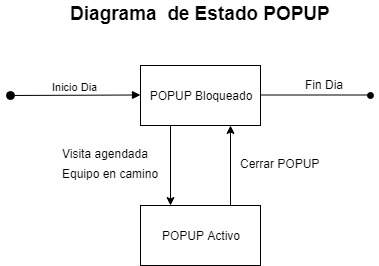 Diagrama de Estado POPUP
Inicio Dia
POPUP Bloqueado
Fin Dia
Visita agendada
Equipo en camino
Cerrar POPUP
POPUP Activo